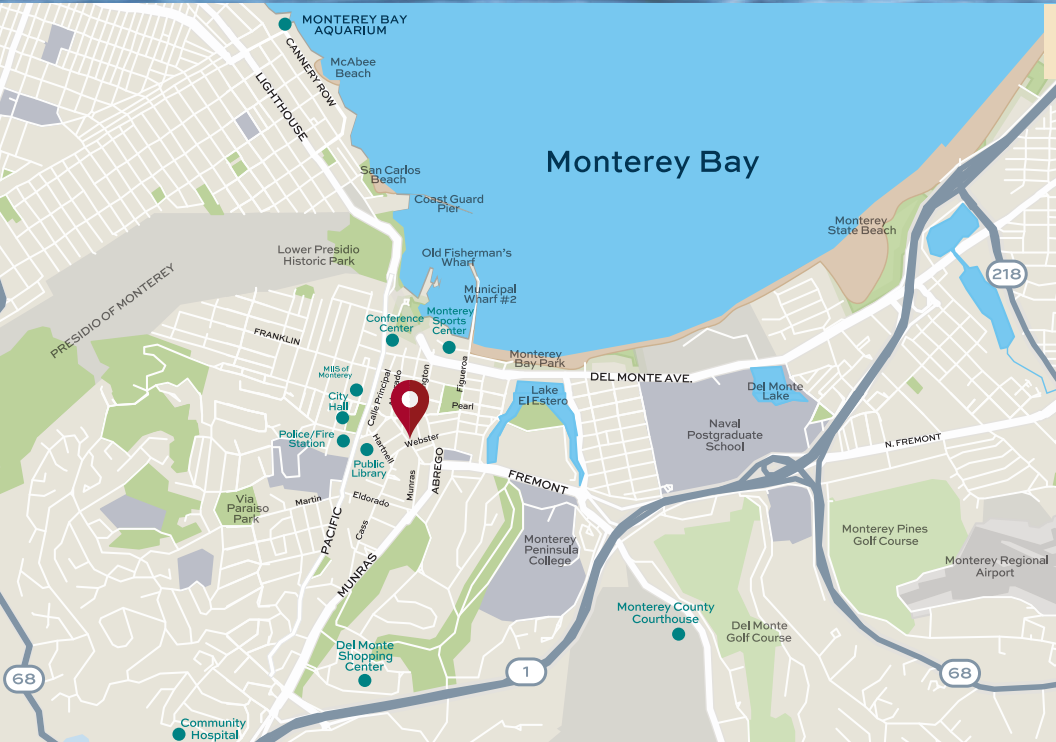 MONTEREY BAY
AQUARIUM
CANNERY ROW
McAbee
Beach
LIGHTHOUSE
Monterey Bay
San Carlos
Beach
Coast Guard
Pier
Monterey
State Beach
Lower Presidio
Historic Park
Old Fisherman's
Wharf
218
PRESIDIO OF MONTEREY
Municipal
Wharf #2
Conference
Center
Monterey
Sports
Center
FRANKLIN
Monterey
Bay Park
MIIS of
Monterey
Calle Principal
Figueroa
DEL MONTE AVE.
City
Hall
Pearl
Lake
El Estero
Del Monte
Lake
Police/Fire
Station
Hartnell
Webster
Naval
Postgraduate
School
N. FREMONT
Public
Library
Munras
ABREGO
FREMONT
Via
Paraiso
Park
Martin
Eldorado
Cass
PACIFIC
MUNRAS
Monterey
Peninsula
College
Monterey Pines
Golf Course
Monterey Regional
Airport
Monterey County
Courthouse
Del Monte
Golf Course
Del Monte
Shopping
Center
68
1
68
Community
Hospital